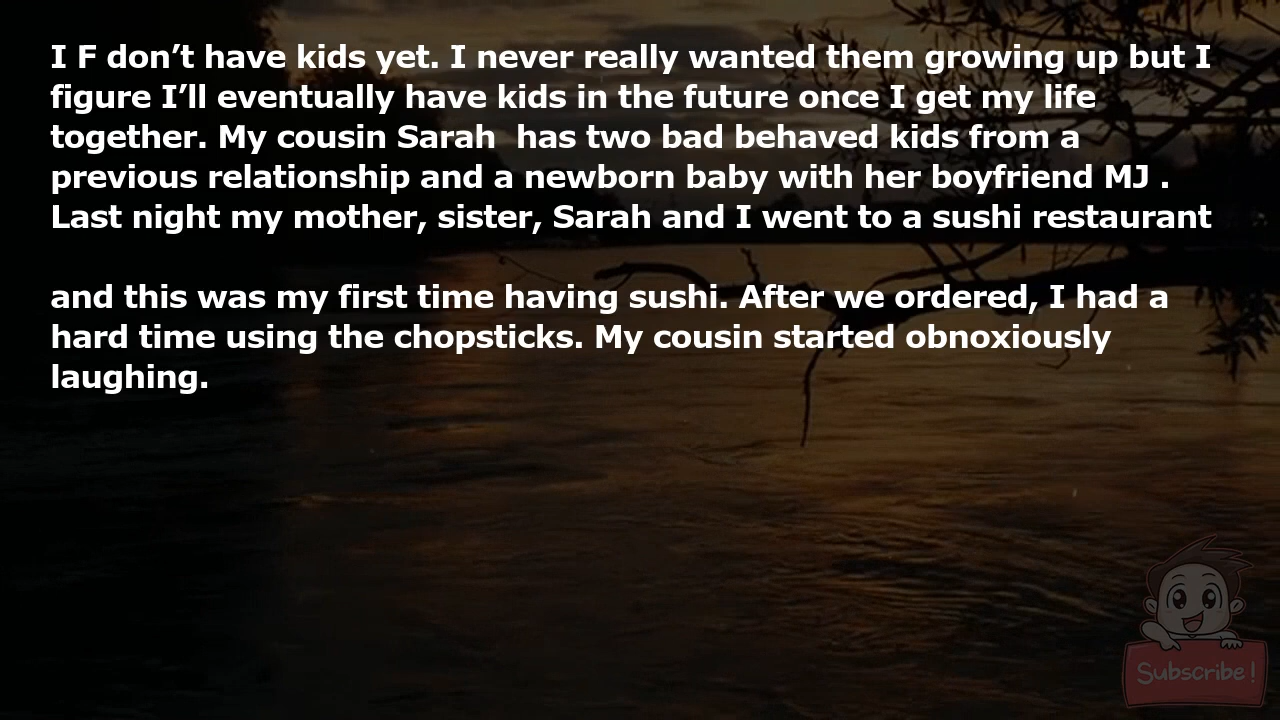 I F don’t have kids yet. I never really wanted them growing up but I
figure I’ll eventually have kids in the future once I get my life
together. My cousin Sarah  has two bad behaved kids from a
previous relationship and a newborn baby with her boyfriend MJ .
Last night my mother, sister, Sarah and I went to a sushi restaurant
and this was my first time having sushi. After we ordered, I had a
hard time using the chopsticks. My cousin started obnoxiously
laughing.
Subscribe!